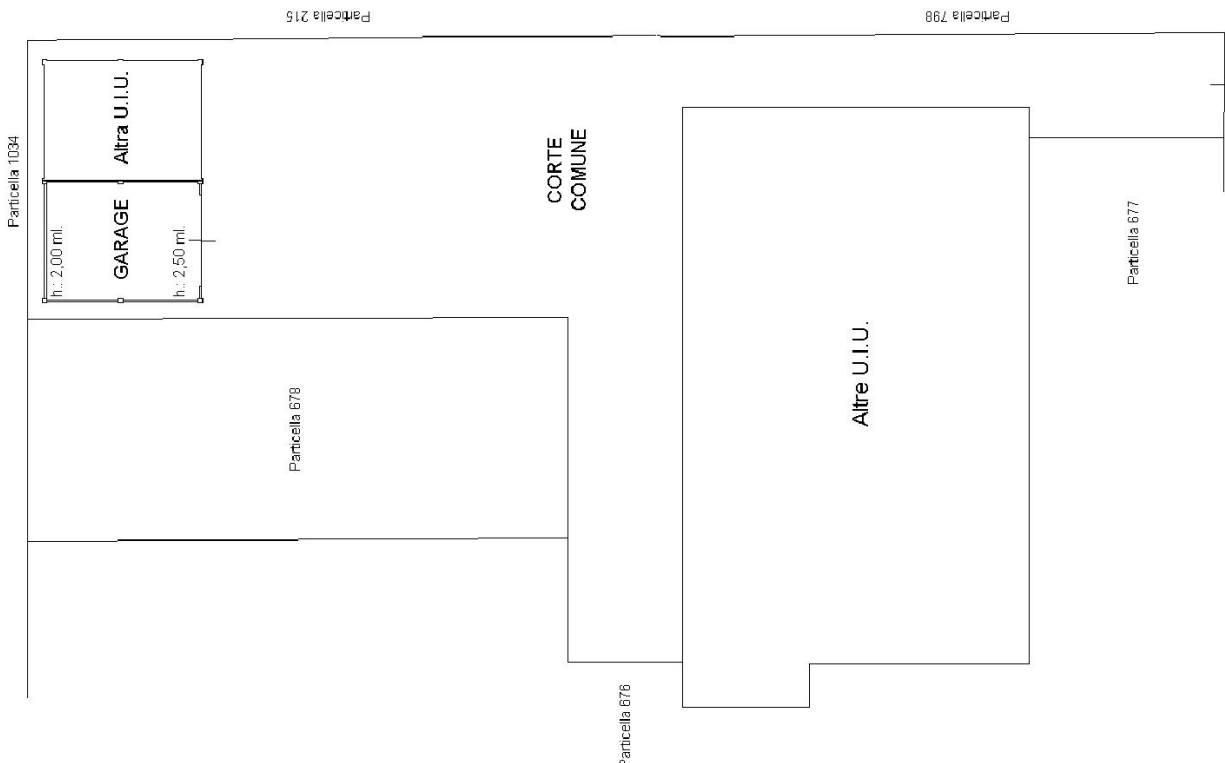 Particella 215
Particella 798
Particella 1034
Altra U.I.U.
GARAGE
h.: 2,00 ml.
h.: 2,50 ml.
CORTE
COMUNE
Particella 677
Altre U.I.U.
Particella 678
Particella 676